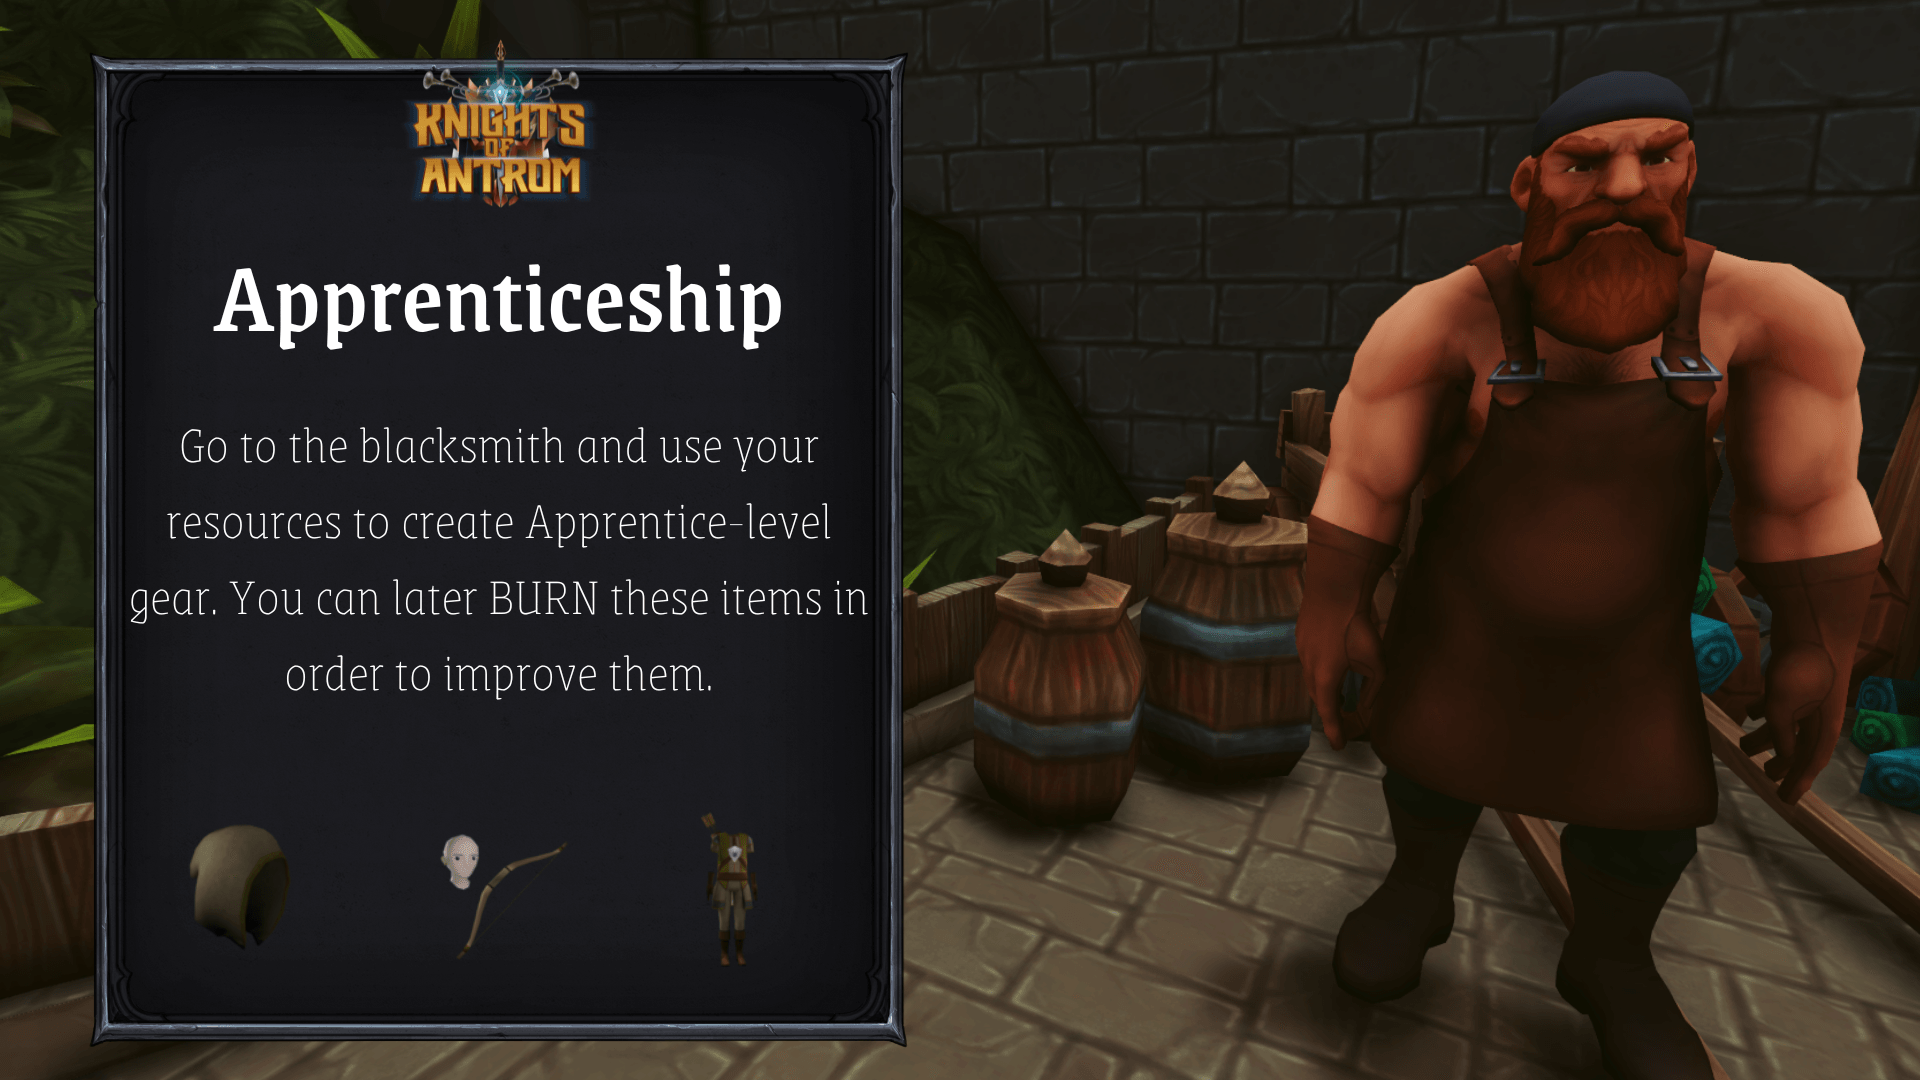 KNIGHTS
OF
ANTROM
Apprenticeship
Go to the blacksmith and use your
resources to create Apprentice-level
gear. You can later BURN these items in
order to improve them.